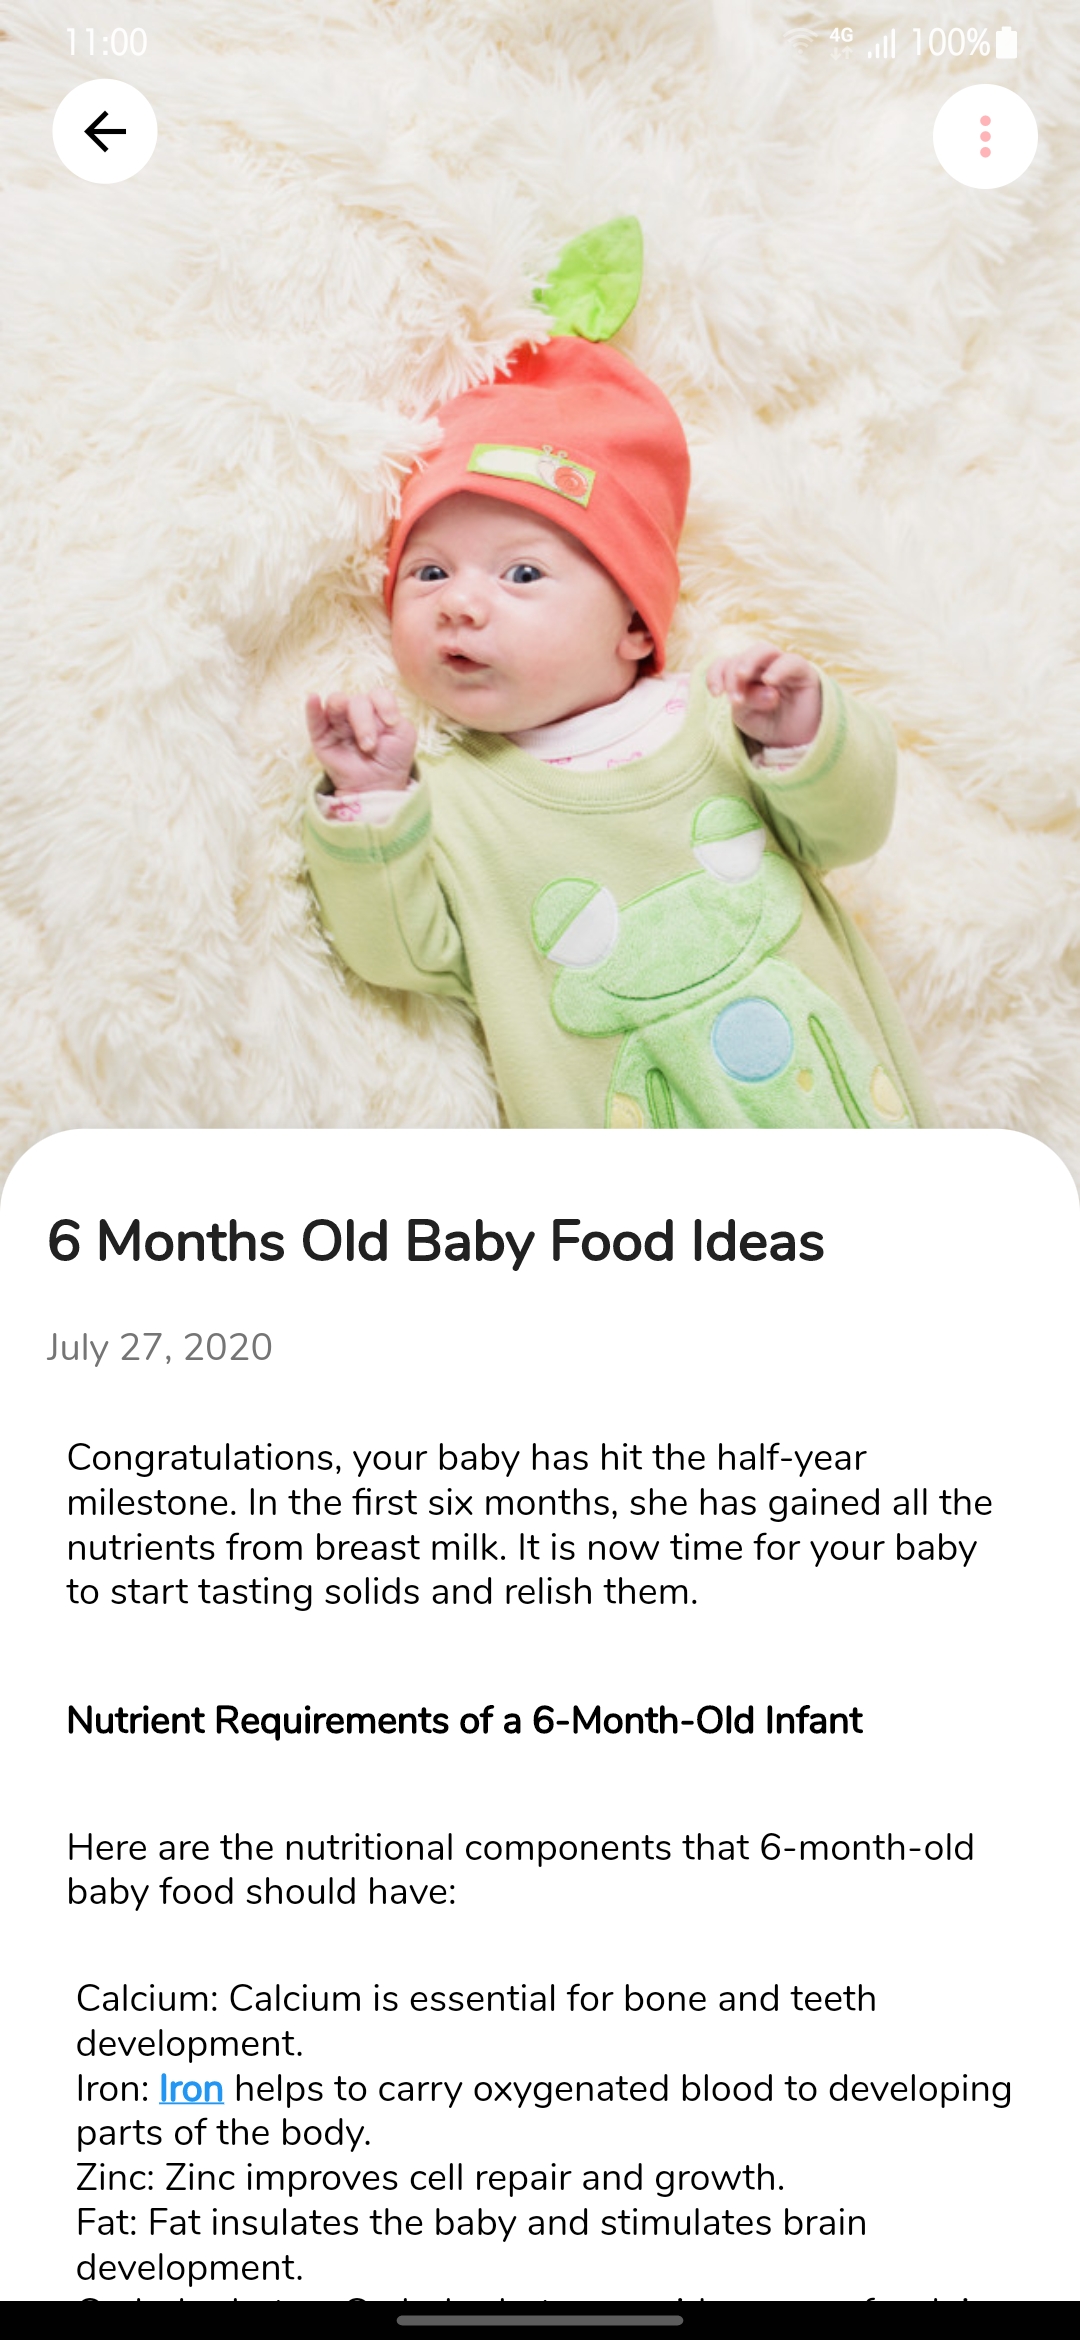 11:00
4G
100%
6 Months Old Baby Food Ideas
July 27, 2020
Congratulations, your baby has hit the half-year
milestone. In the first six months, she has gained all the
nutrients from breast milk. It is now time for your baby
to start tasting solids and relish them.
Nutrient Requirements of a 6-Month-Old Infant
Here are the nutritional components that 6-month-old
baby food should have:
Calcium: Calcium is essential for bone and teeth
development.
Iron: Iron helps to carry oxygenated blood to developing
parts of the body.
Zinc: Zinc improves cell repair and growth.
Fat: Fat insulates the baby and stimulates brain
development.